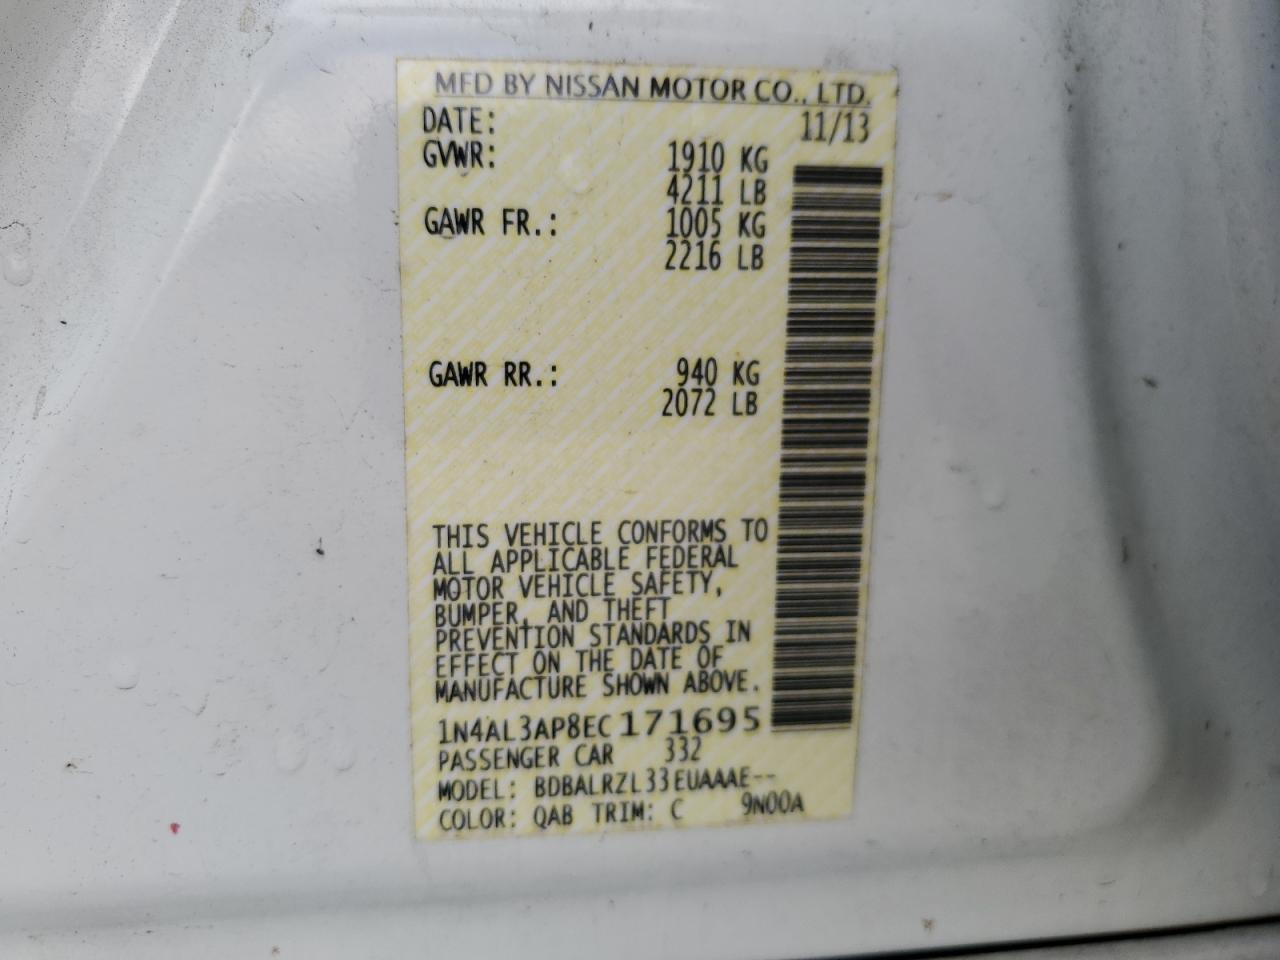 MFD BY NISSAN MOTOR CO., LTD.
DATE: 11/13
GVWR: 1910 KG
4211 LB
GAWR FR.: 1005 KG
2216 LB
GAWR RR.: 940 KG
2072 LB
THIS VEHICLE CONFORMS TO
ALL APPLICABLE FEDERAL
MOTOR VEHICLE SAFETY,
BUMPER, AND THEFT
PREVENTION STANDARDS IN
EFFECT ON THE DATE OF
MANUFACTURE SHOWN ABOVE.
1N4AL3AP8EC171695
PASSENGER CAR 332
MODEL: BDBALRZL33EUAAAE--
COLOR: QAB TRIM: C 9N00A